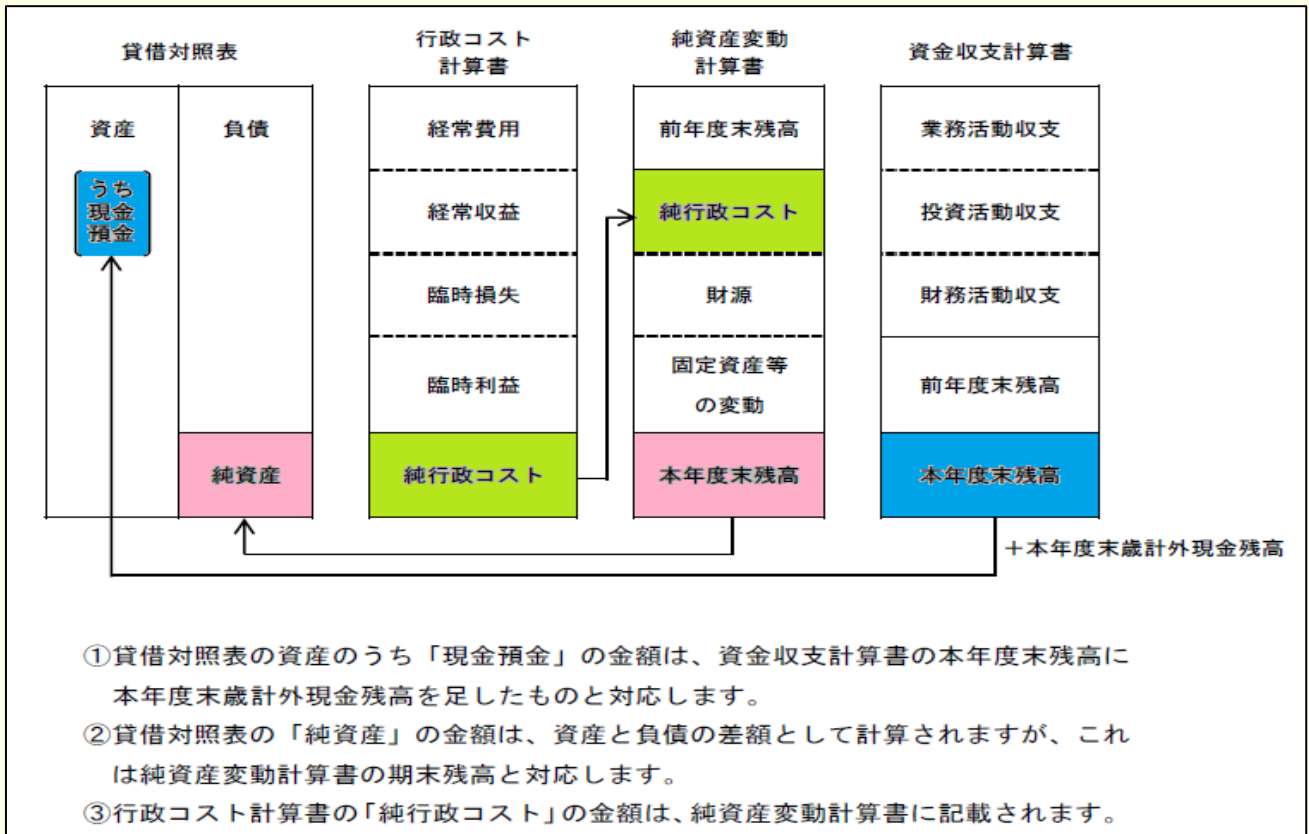 貸借対照表
行政コスト
計算書
純資産変動
計算書
資金収支計算書
資産
負債
うち
現金
預金
純資産
経常費用
経常収益
臨時損失
臨時利益
純行政コスト
前年度末残高
純行政コスト
財源
固定資産等
の変動
本年度末残高
業務活動収支
投資活動収支
財務活動収支
前年度末残高
本年度末残高
＋本年度末歳計外現金残高
①貸借対照表の資産のうち「現金預金」の金額は、資金収支計算書の本年度末残高に
本年度末歳計外現金残高を足したものと対応します。
②貸借対照表の「純資産」の金額は、資産と負債の差額として計算されますが、これ
は純資産変動計算書の期末残高と対応します。
③行政コスト計算書の「純行政コスト」の金額は、純資産変動計算書に記載されます。